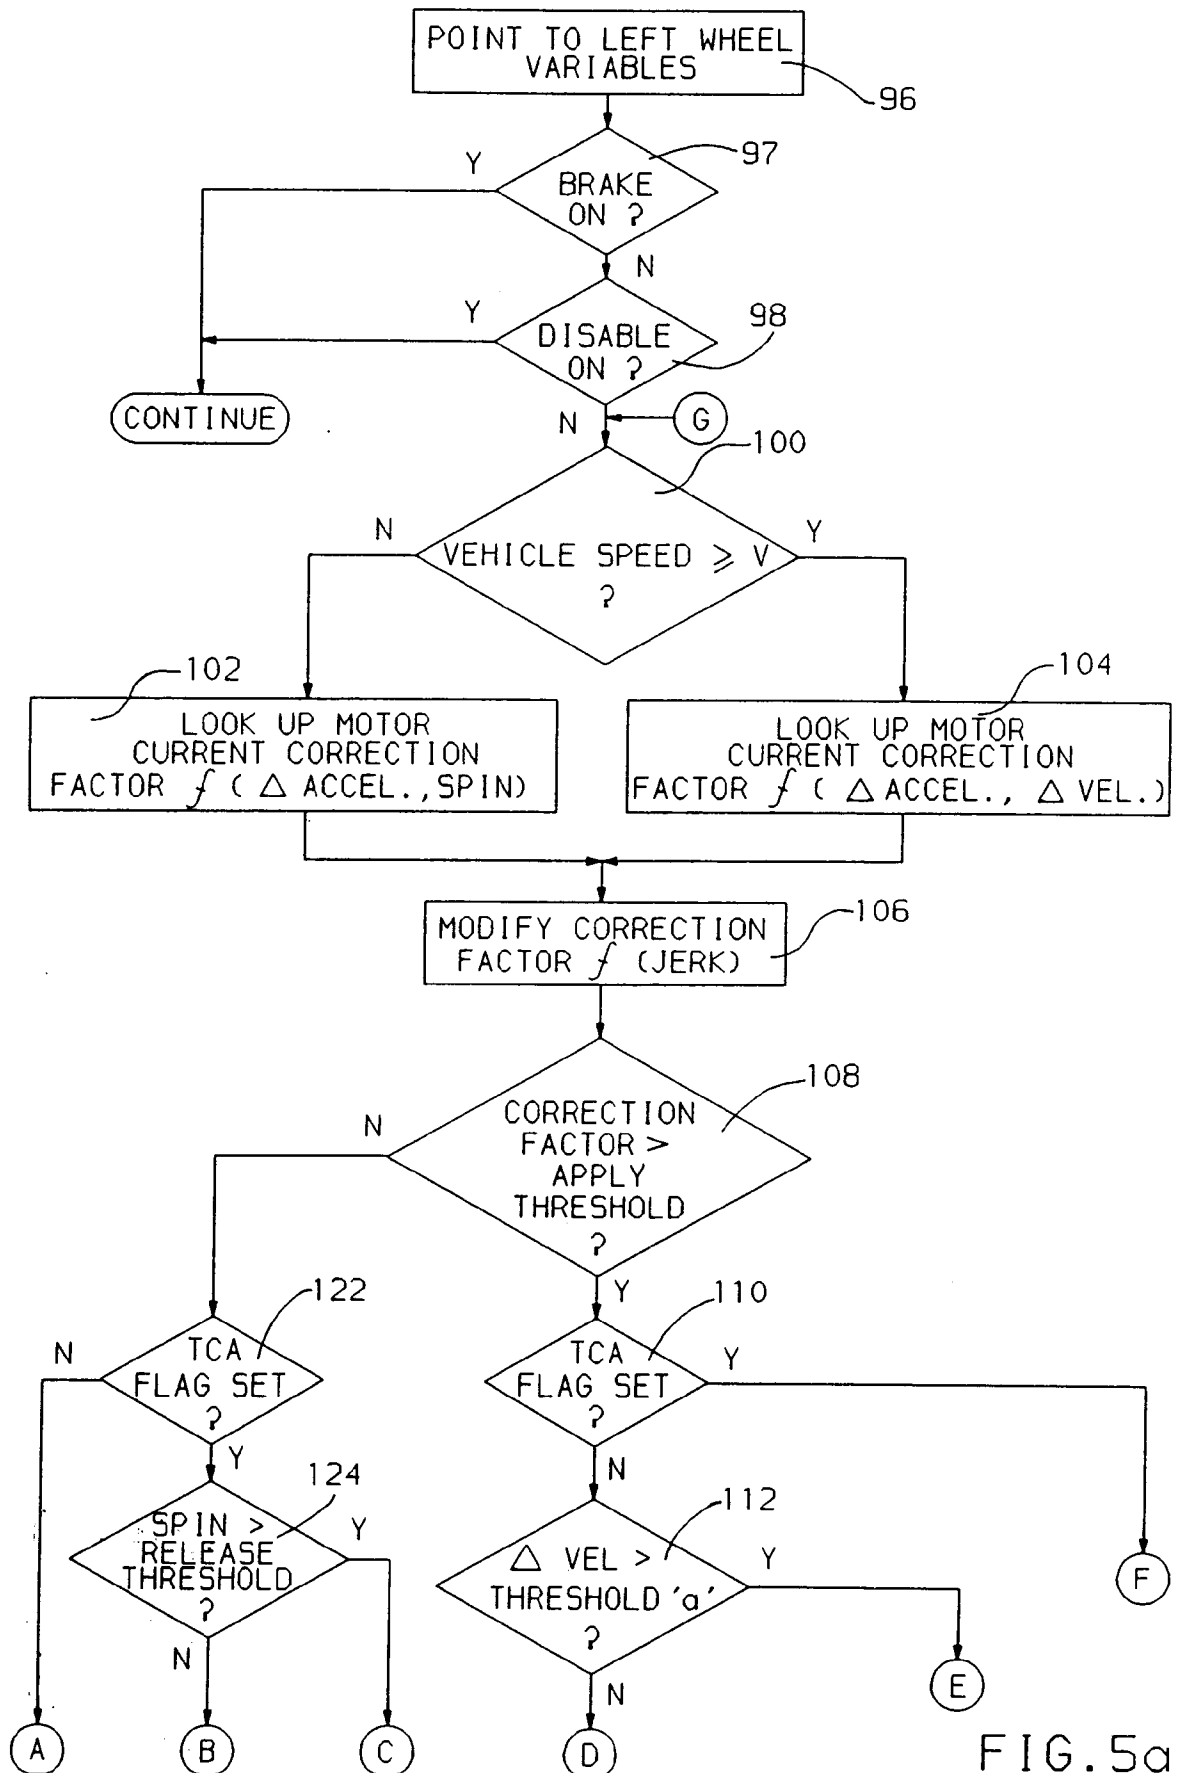 POINT TO LEFT WHEEL
VARIABLES
96
97
Y
BRAKE
ON ?
N
98
Y
DISABLE
ON ?
CONTINUE
N
G
100
N
Y
VEHICLE SPEED ≥ V
?
102
104
LOOK UP MOTOR
CURRENT CORRECTION
FACTOR ƒ ( △ ACCEL., SPIN)
LOOK UP MOTOR
CURRENT CORRECTION
FACTOR ƒ ( △ ACCEL., △ VEL.)
106
MODIFY CORRECTION
FACTOR ƒ (JERK)
108
N
CORRECTION
FACTOR >
APPLY
THRESHOLD
?
Y
122
110
N
TCA
FLAG SET
?
Y
TCA
FLAG SET
?
Y
N
124
112
SPIN >
RELEASE
THRESHOLD
?
Y
N
△ VEL >
THRESHOLD 'a'
?
Y
N
F
E
A
B
C
D
FIG.5a